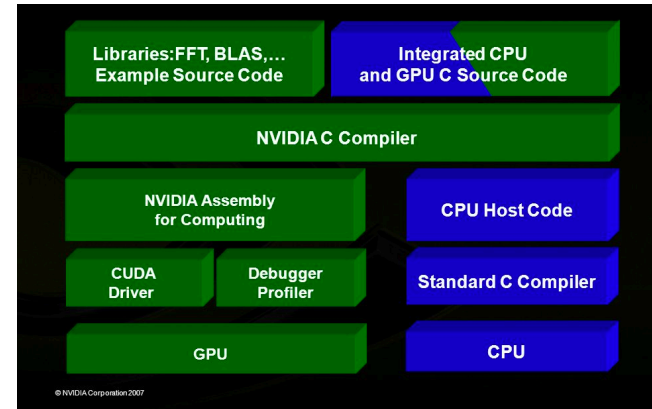 Libraries:FFT, BLAS,…
Example Source Code
Integrated CPU
and GPU C Source Code
NVIDIA C Compiler
NVIDIA Assembly
for Computing
CPU Host Code
CUDA
Driver
Debugger
Profiler
Standard C Compiler
GPU
CPU
© NVIDIA Corporation 2007